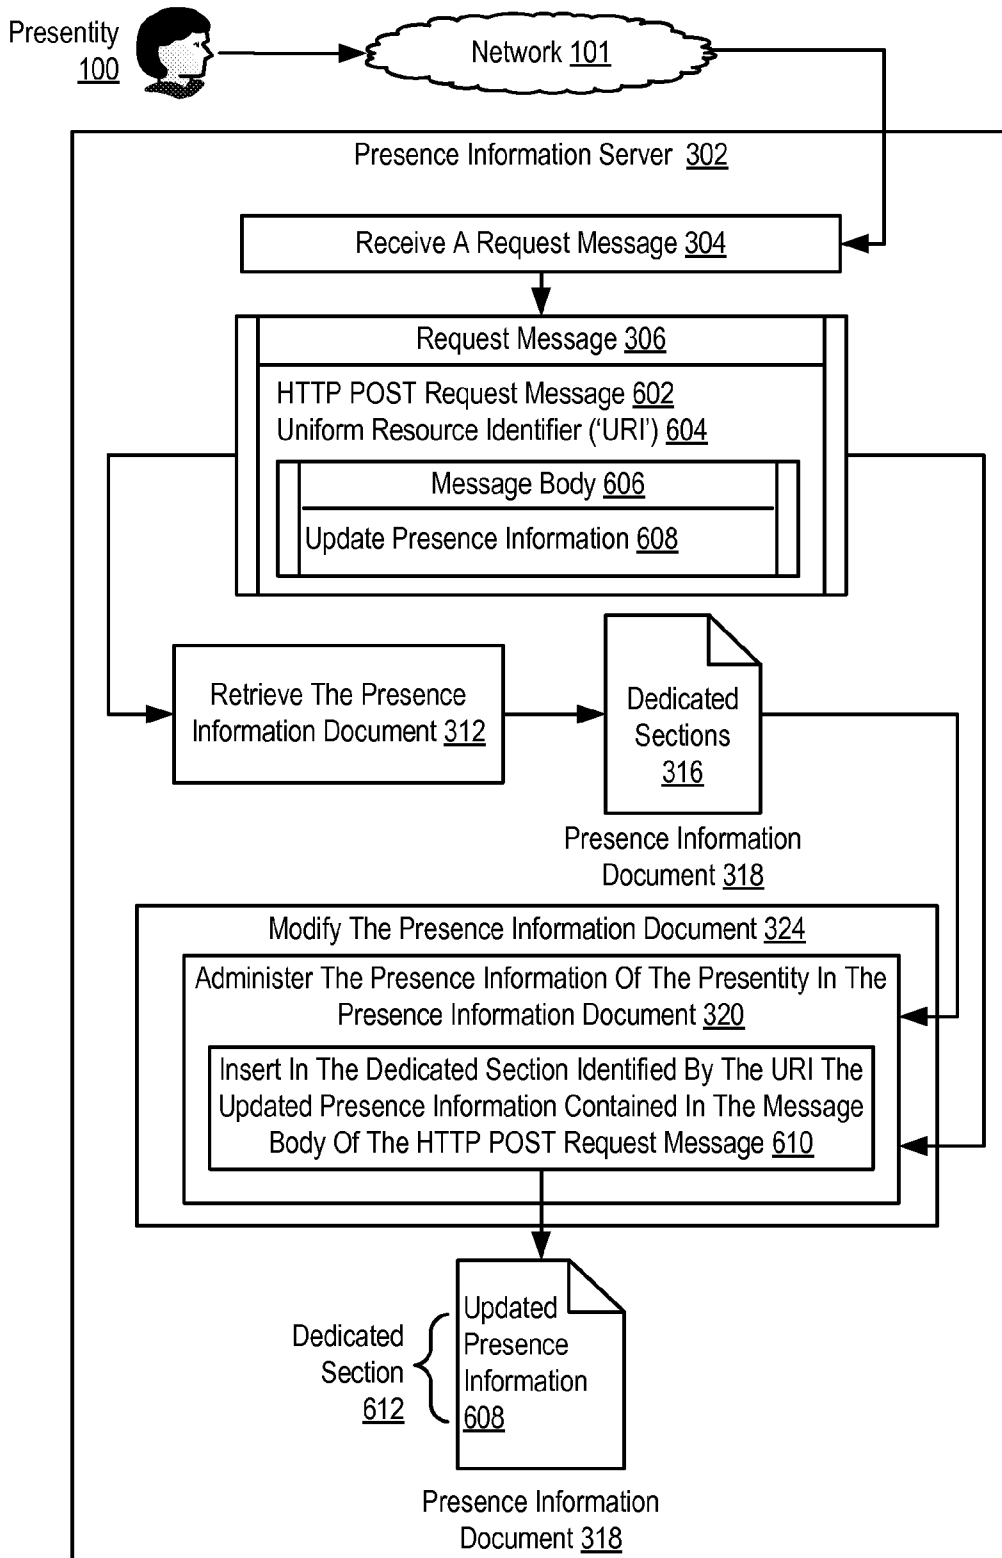 Presentity
100
Network 101
Presence Information Server 302
Receive A Request Message 304
Request Message 306
HTTP POST Request Message 602
Uniform Resource Identifier (‘URI’) 604
Message Body 606
Update Presence Information 608
Retrieve The Presence
Information Document 312
Dedicated
Sections
316
Presence Information
Document 318
Modify The Presence Information Document 324
Administer The Presence Information Of The Presentity In The
Presence Information Document 320
Insert In The Dedicated Section Identified By The URI The
Updated Presence Information Contained In The Message
Body Of The HTTP POST Request Message 610
Dedicated
Section
612
Updated
Presence
Information
608
Presence Information
Document 318